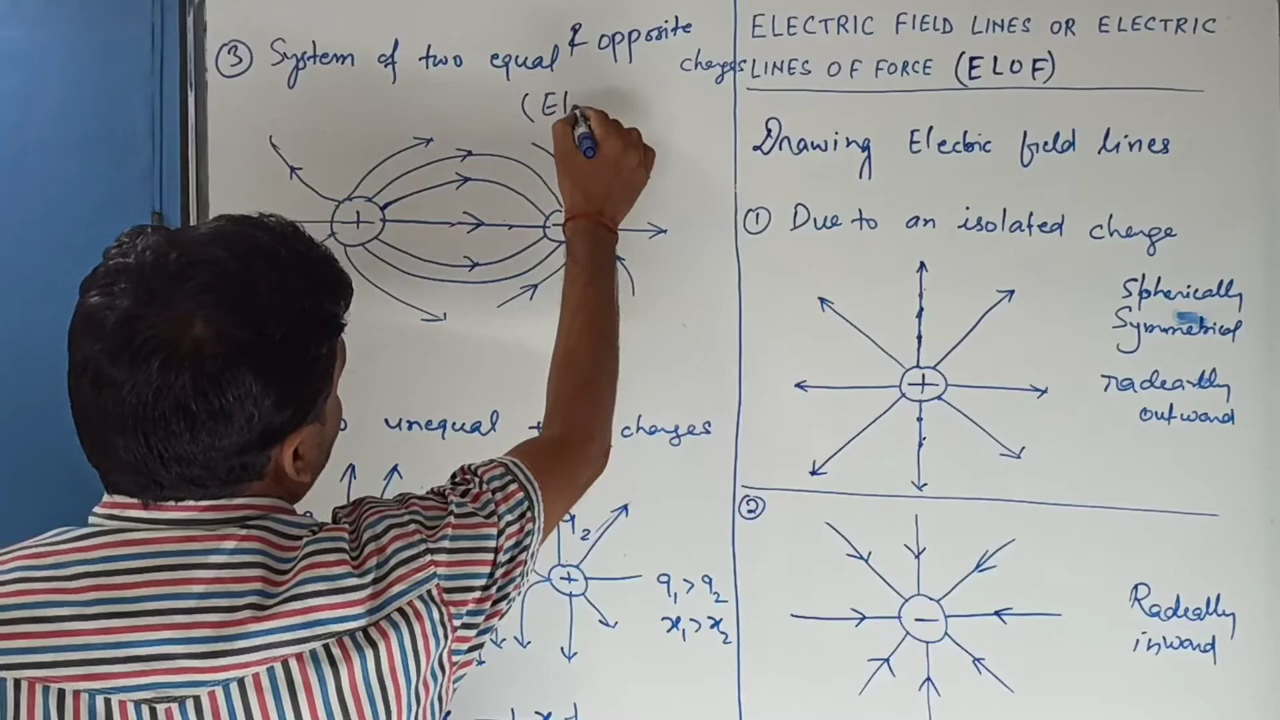 ③ System of two equal & opposite
charges
(El
unequal + charges
q2
q1 > q2
x1 > x2
ELECTRIC FIELD LINES OR ELECTRIC
LINES OF FORCE (ELOF)
Drawing Electric field lines
① Due to an isolated charge
Spherically
Symmetrical
radeally
outward
+
②
Radeally
inward
−